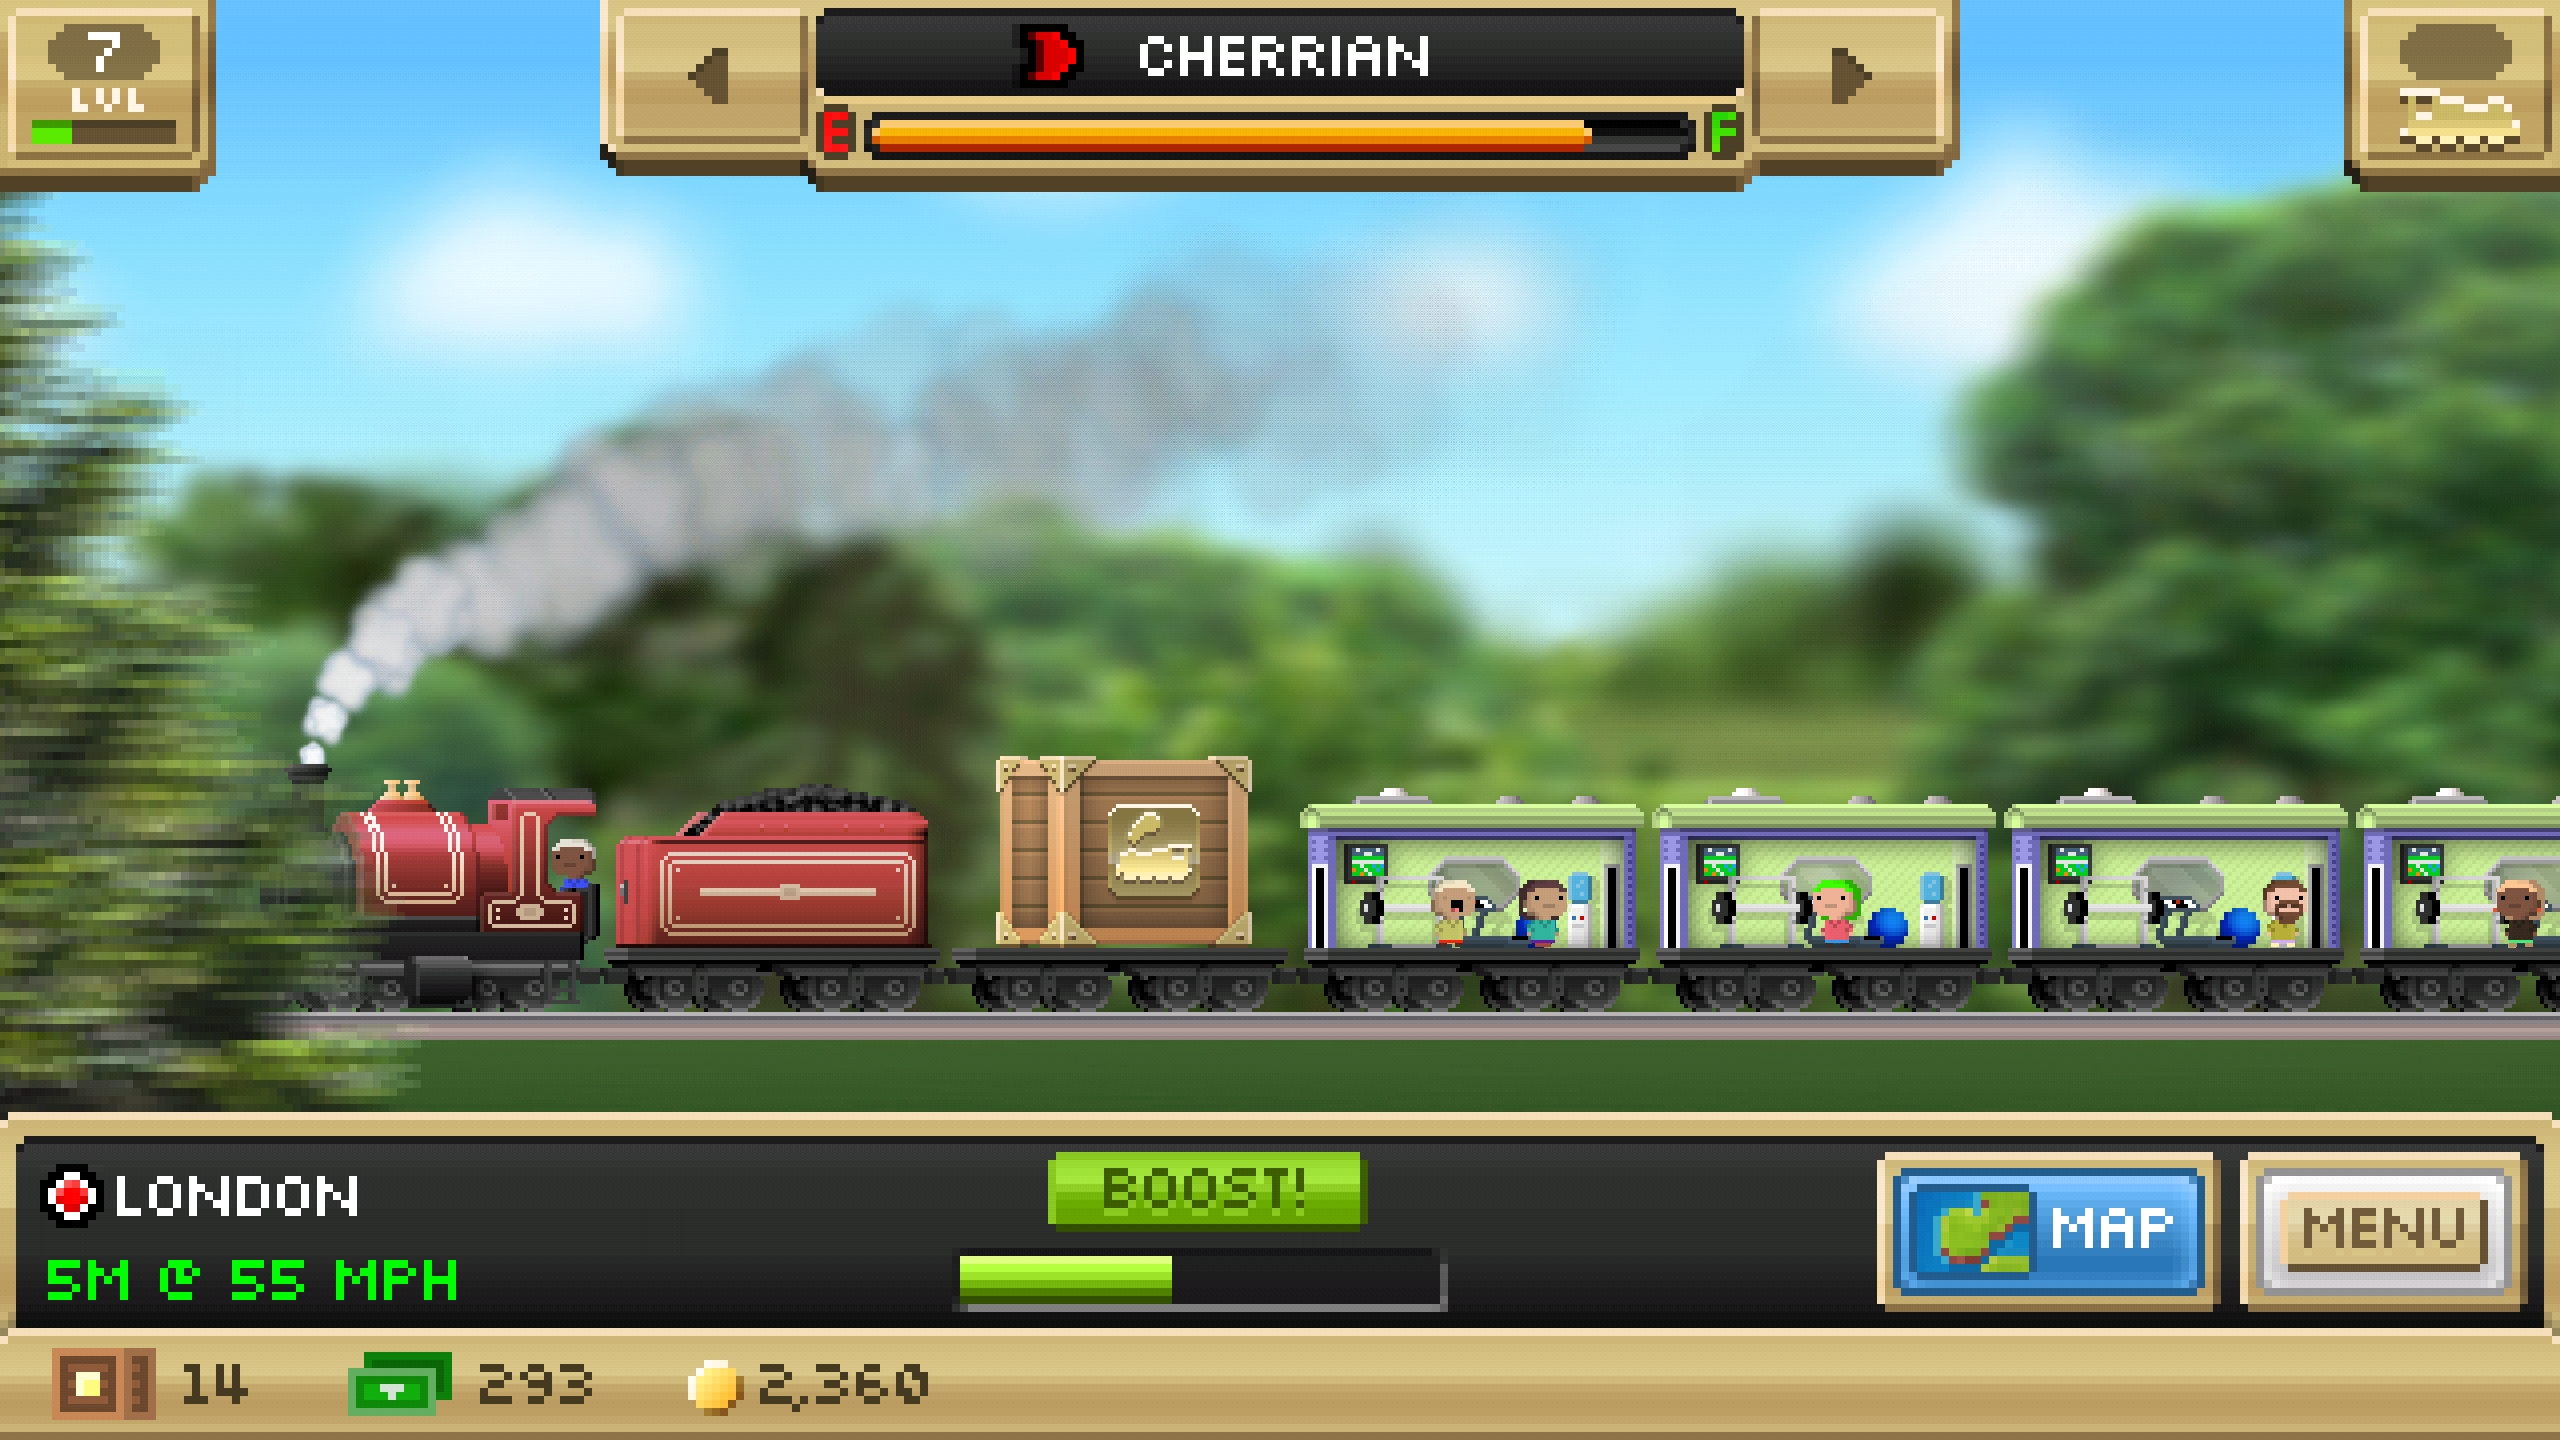 7
LVL
CHERRIAN
E F
LONDON
5M @ 55 MPH
BOOST!
MAP
MENU
14
293
2,360